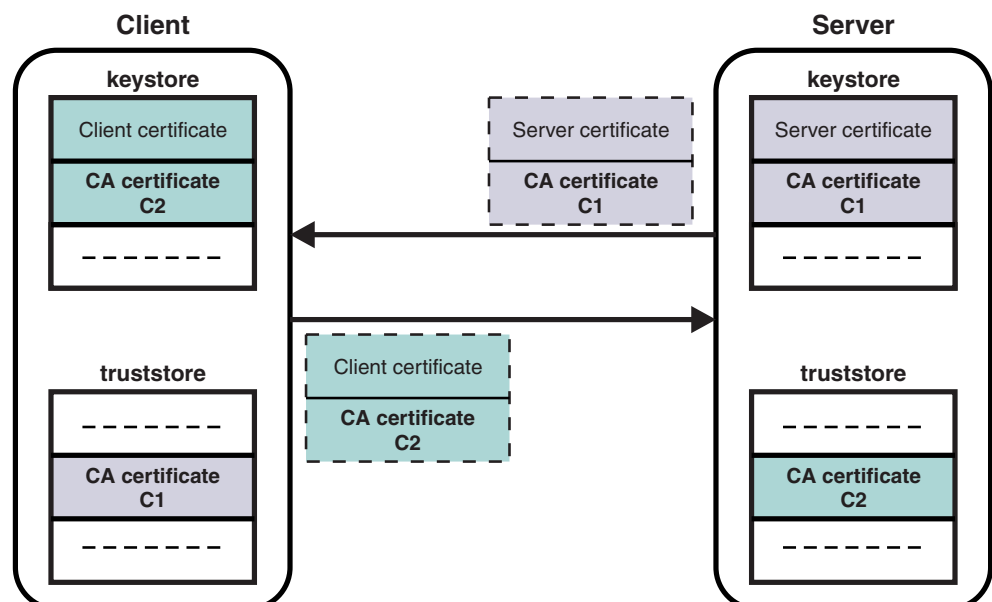 Client
keystore
Client certificate
CA certificate
C2
truststore
CA certificate
C1
Server certificate
CA certificate
C1
Client certificate
CA certificate
C2
Server
keystore
Server certificate
CA certificate
C1
truststore
CA certificate
C2